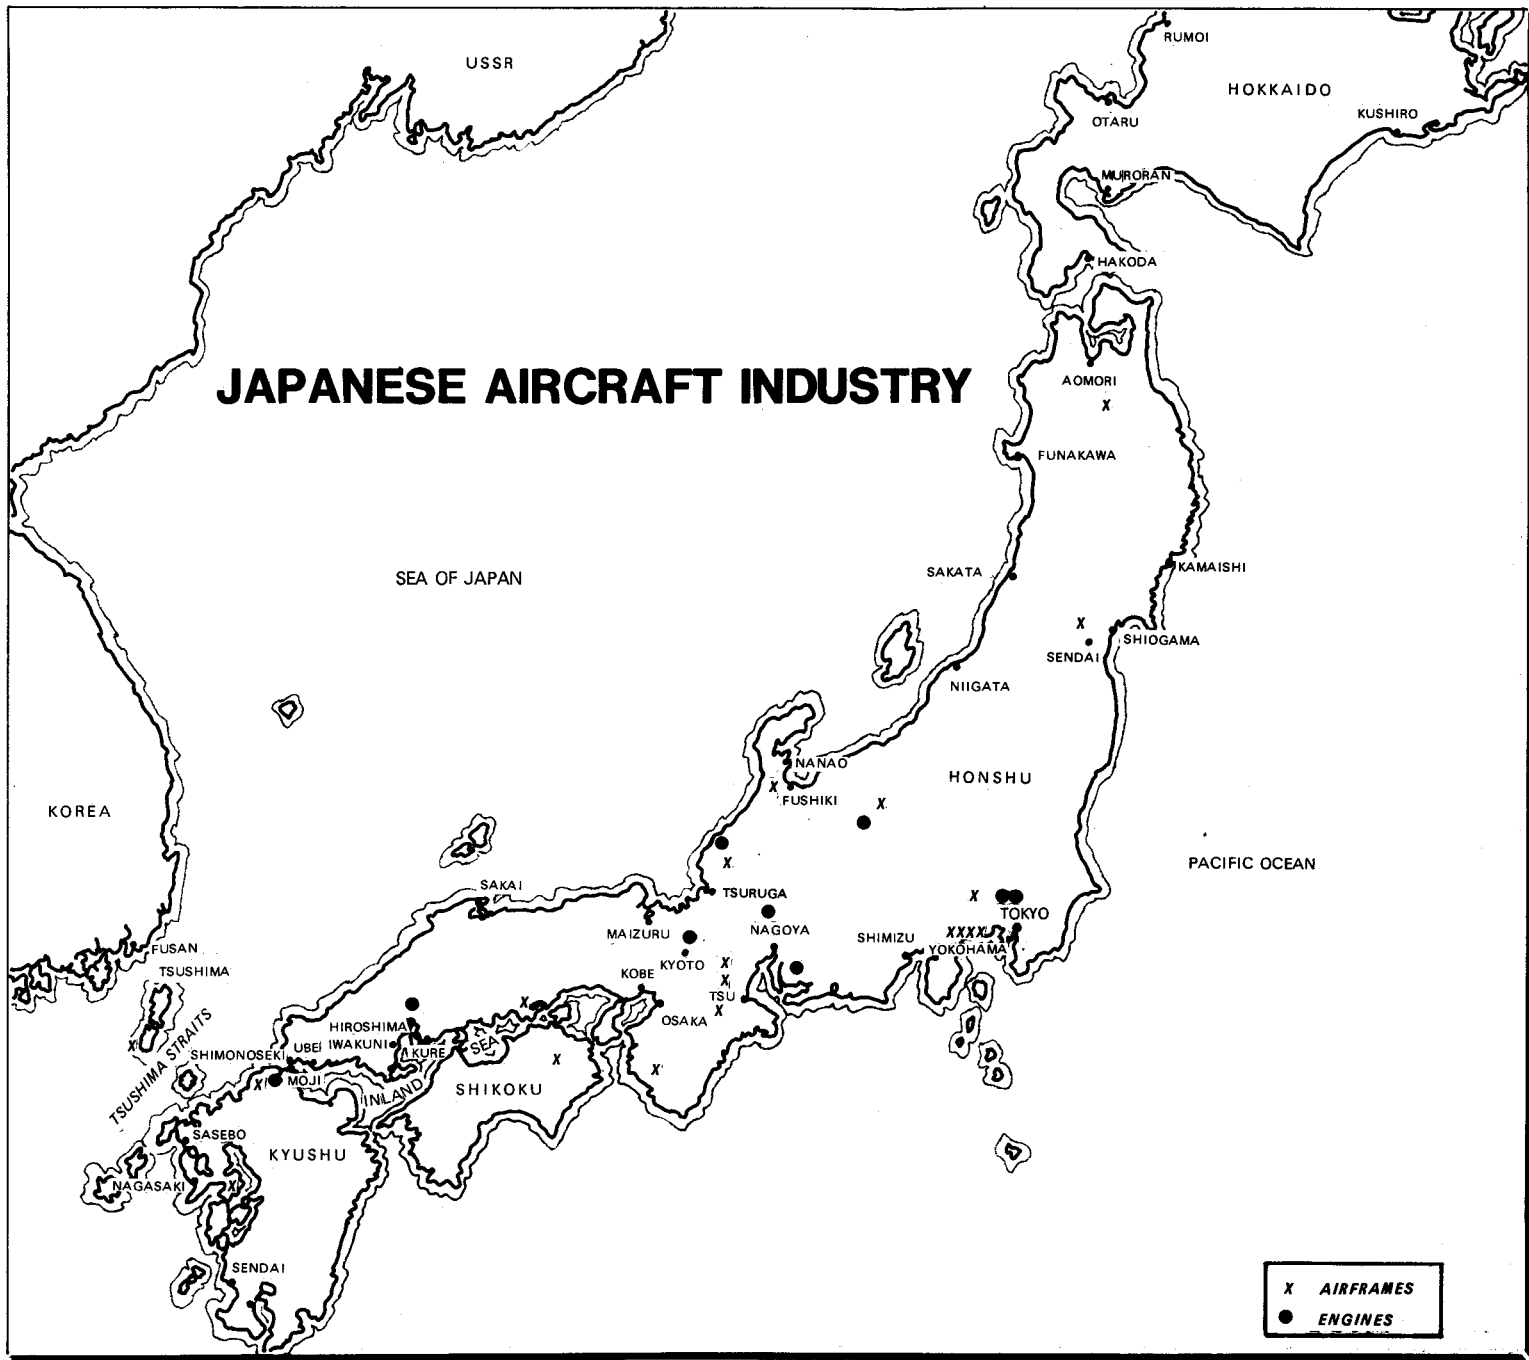 RUMOI
USSR
HOKKAIDO
KUSHIRO
OTARU
MURORAN
HAKODA
JAPANESE AIRCRAFT INDUSTRY
AOMORI
X
FUNAKAWA
KAMAISHI
SAKATA
SEA OF JAPAN
X
SHIOGAMA
SENDAI
NIIGATA
NANAO
HONSHU
X
FUSHIKI
X
KOREA
X
PACIFIC OCEAN
SAKAI
TSURUGA
X
TOKYO
NAGOYA
MAIZURU
XXXX
SHIMIZU
YOKOHAMA
FUSAN
KYOTO
X
TSUSHIMA
KOBE
X
TSU
X
X
OSAKA
HIROSHIMA
X
TSUSHIMA STRAITS
UBE
IWAKUNI
KURE
SEA
SHIMONOSEKI
X
X
X
MOJI
INLAND
SHIKOKU
SASEBO
KYUSHU
NAGASAKI
X
SENDAI
X AIRFRAMES
ENGINES